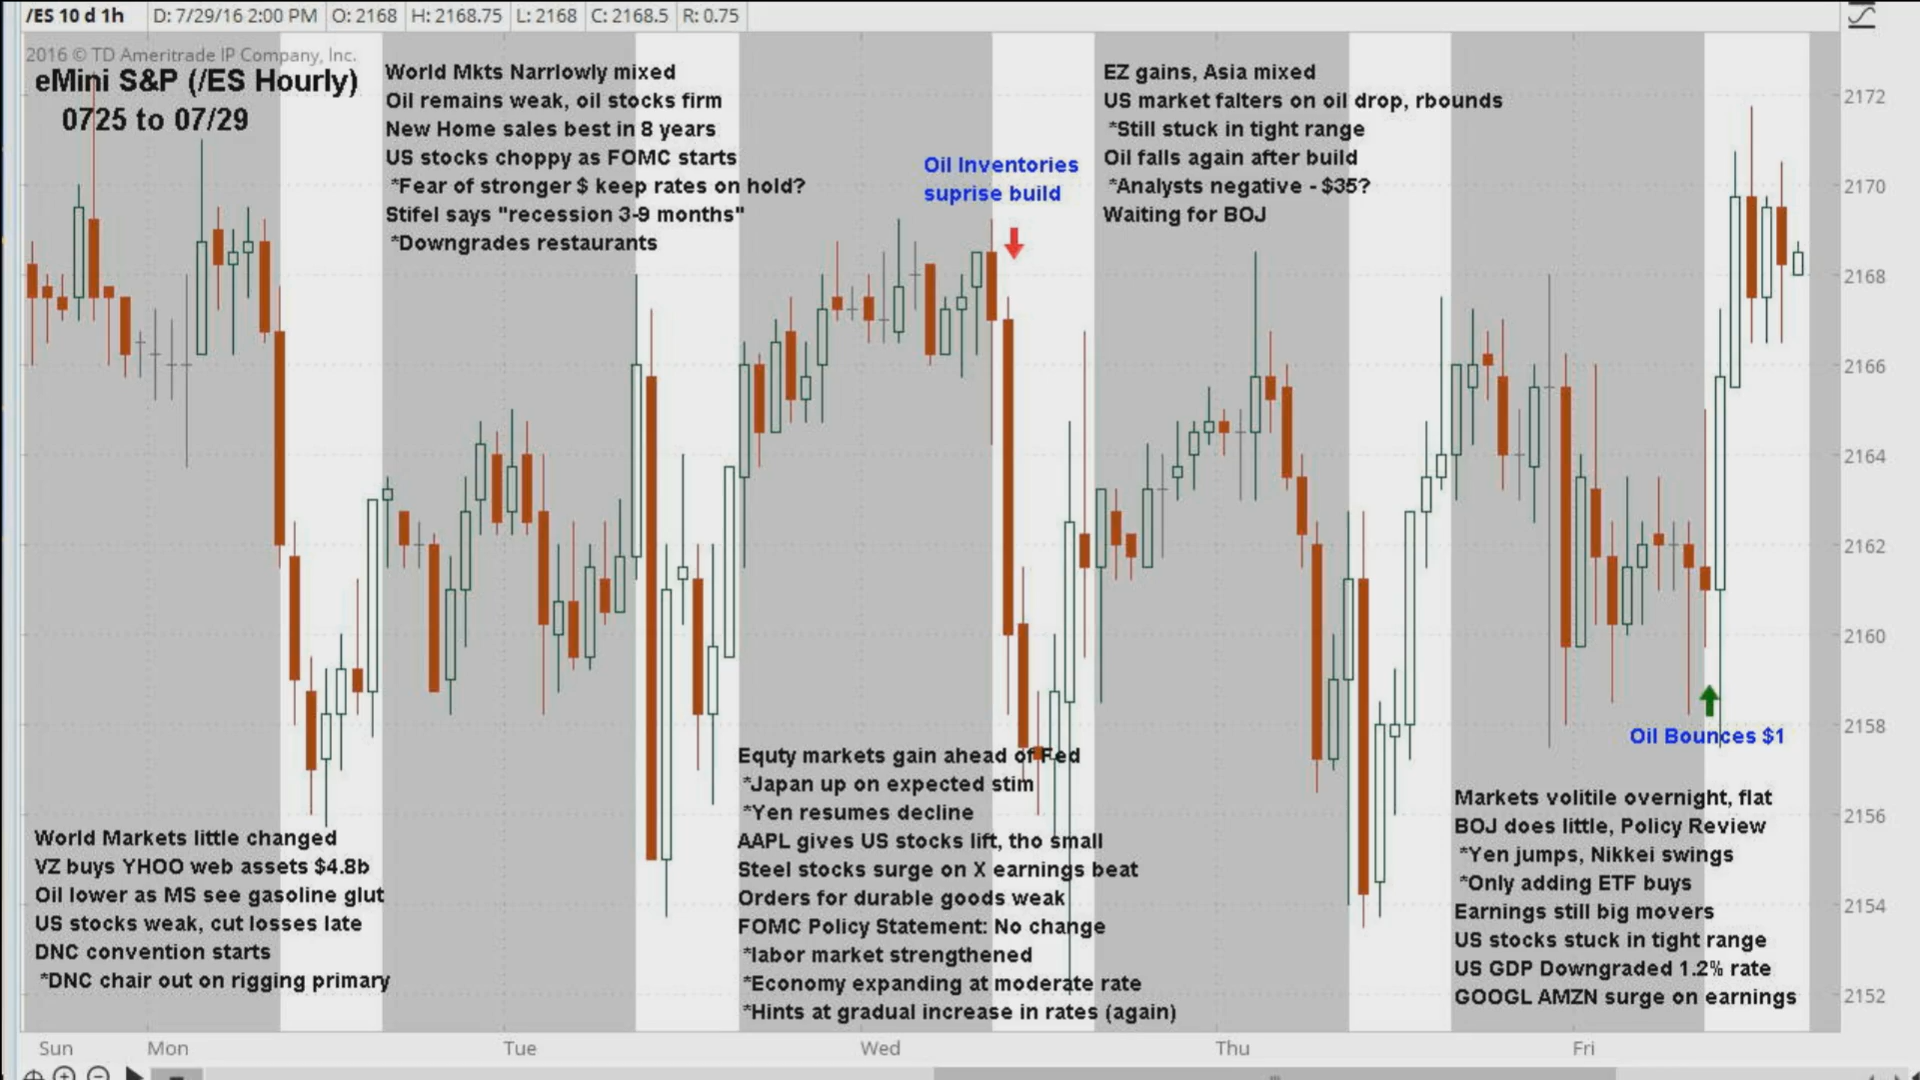 /ES 10 d 1h D: 7/29/16 2:00 PM O: 2168 H: 2168.75 L: 2168 C: 2168.5 R: 0.75
2016 © TD Ameritrade IP Company, Inc.
eMini S&P (/ES Hourly)
0725 to 07/29
World Mkts Narrlowly mixed
Oil remains weak, oil stocks firm
New Home sales best in 8 years
US stocks choppy as FOMC starts
*Fear of stronger $ keep rates on hold?
Stifel says "recession 3-9 months"
*Downgrades restaurants
Oil Inventories
suprise build
EZ gains, Asia mixed
US market falters on oil drop, rbounds
*Still stuck in tight range
Oil falls again after build
*Analysts negative - $35?
Waiting for BOJ
2172
2170
2168
2166
2164
2162
2160
2158
2156
2154
2152
Oil Bounces $1
World Markets little changed
VZ buys YHOO web assets $4.8b
Oil lower as MS see gasoline glut
US stocks weak, cut losses late
DNC convention starts
*DNC chair out on rigging primary
Equty markets gain ahead of Fed
*Japan up on expected stim
*Yen resumes decline
AAPL gives US stocks lift, tho small
Steel stocks surge on X earnings beat
Orders for durable goods weak
FOMC Policy Statement: No change
*labor market strengthened
*Economy expanding at moderate rate
*Hints at gradual increase in rates (again)
Markets volitile overnight, flat
BOJ does little, Policy Review
*Yen jumps, Nikkei swings
*Only adding ETF buys
Earnings still big movers
US stocks stuck in tight range
US GDP Downgraded 1.2% rate
GOOGL AMZN surge on earnings
Sun Mon Tue Wed Thu Fri